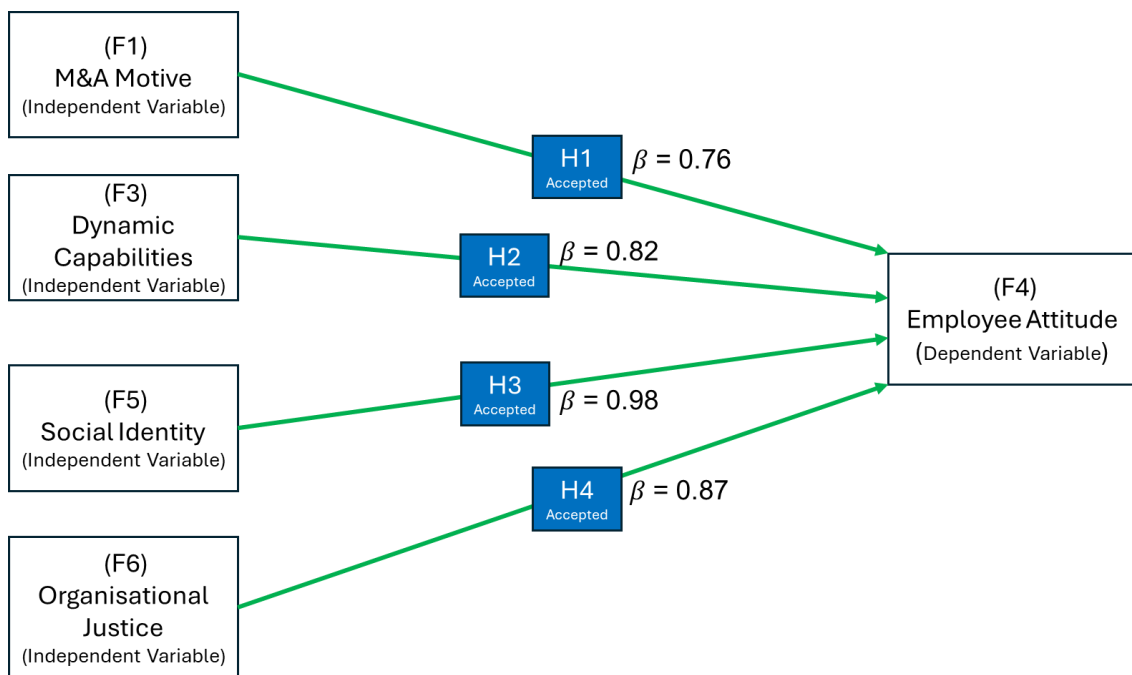 (F1)
M&A Motive
(Independent Variable)
H1
Accepted
β = 0.76
(F3)
Dynamic
Capabilities
(Independent Variable)
H2
Accepted
β = 0.82
(F4)
Employee Attitude
(Dependent Variable)
(F5)
Social Identity
(Independent Variable)
H3
Accepted
β = 0.98
(F6)
Organisational
Justice
(Independent Variable)
H4
Accepted
β = 0.87